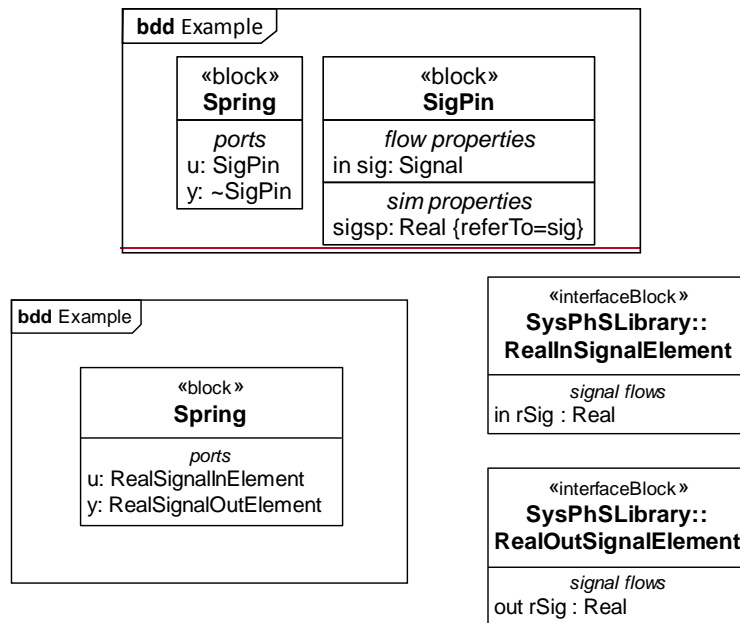 bdd Example
«block»
Spring
ports
u: SigPin
y: ~SigPin
«block»
SigPin
flow properties
in sig: Signal
sim properties
sigsp: Real {referTo=sig}
bdd Example
«block»
Spring
ports
u: RealSignalInElement
y: RealSignalOutElement
«interfaceBlock»
SysPhSLibrary::
RealInSignalElement
signal flows
in rSig : Real
«interfaceBlock»
SysPhSLibrary::
RealOutSignalElement
signal flows
out rSig : Real